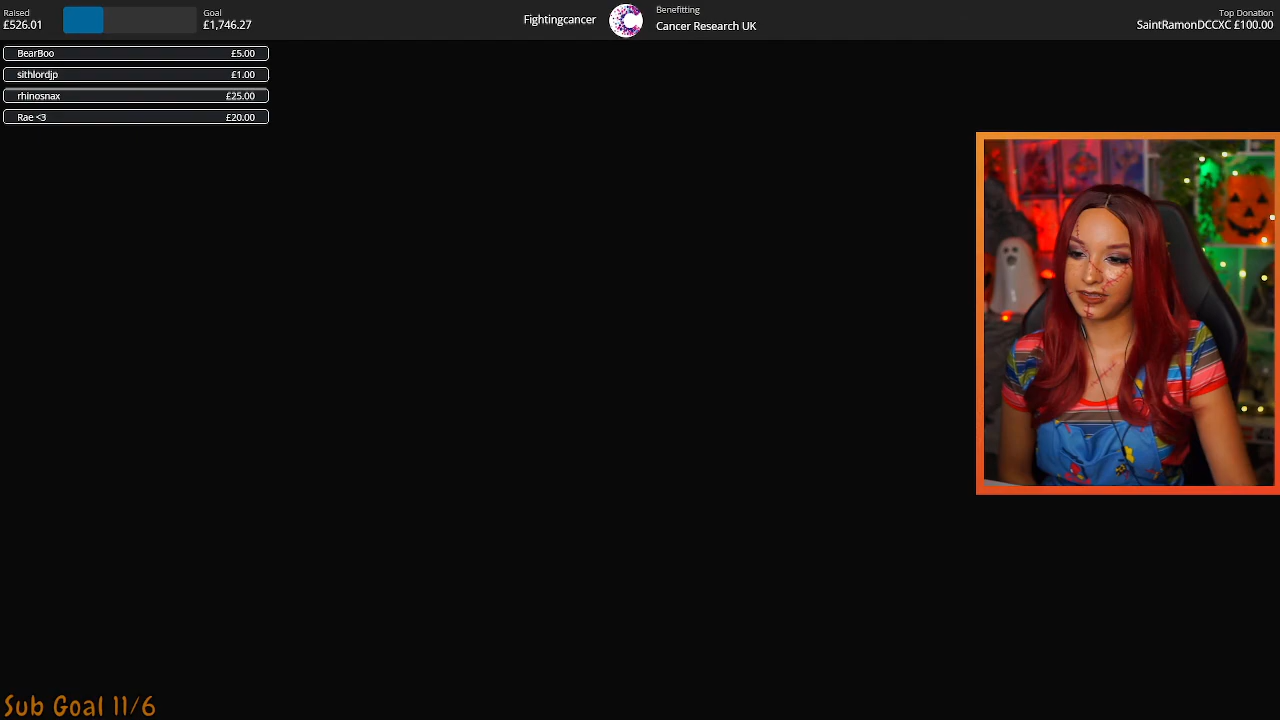 Raised
£526.01
Goal
£1,746.27
Fightingcancer
Benefitting
Cancer Research UK
Top Donation
SaintRamonDCCXC £100.00
BearBoo £5.00
sithlordjp £1.00
rhinosnax £25.00
Rae <3 £20.00
Sub Goal 11/6